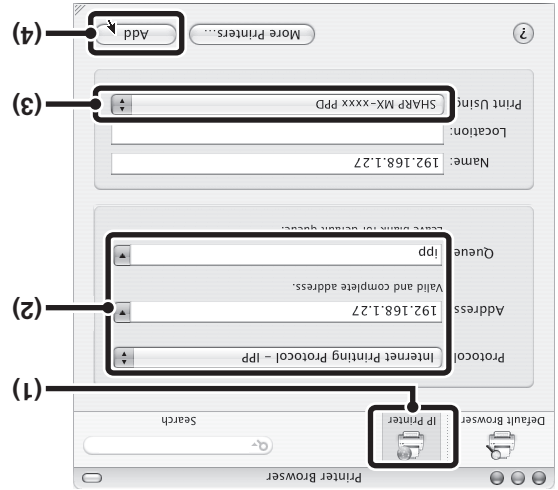 Printer Browser
Default Browser
IP Printer
Search
(1)
Protocol
Internet Printing Protocol – IPP
Address
192.168.1.27
Valid and complete address.
(2)
Queue
ipp
Leave blank for default queue.
Name:
192.168.1.27
Location:
Print Using
SHARP MX-xxxx PPD
(3)
?
More Printers...
Add
(4)